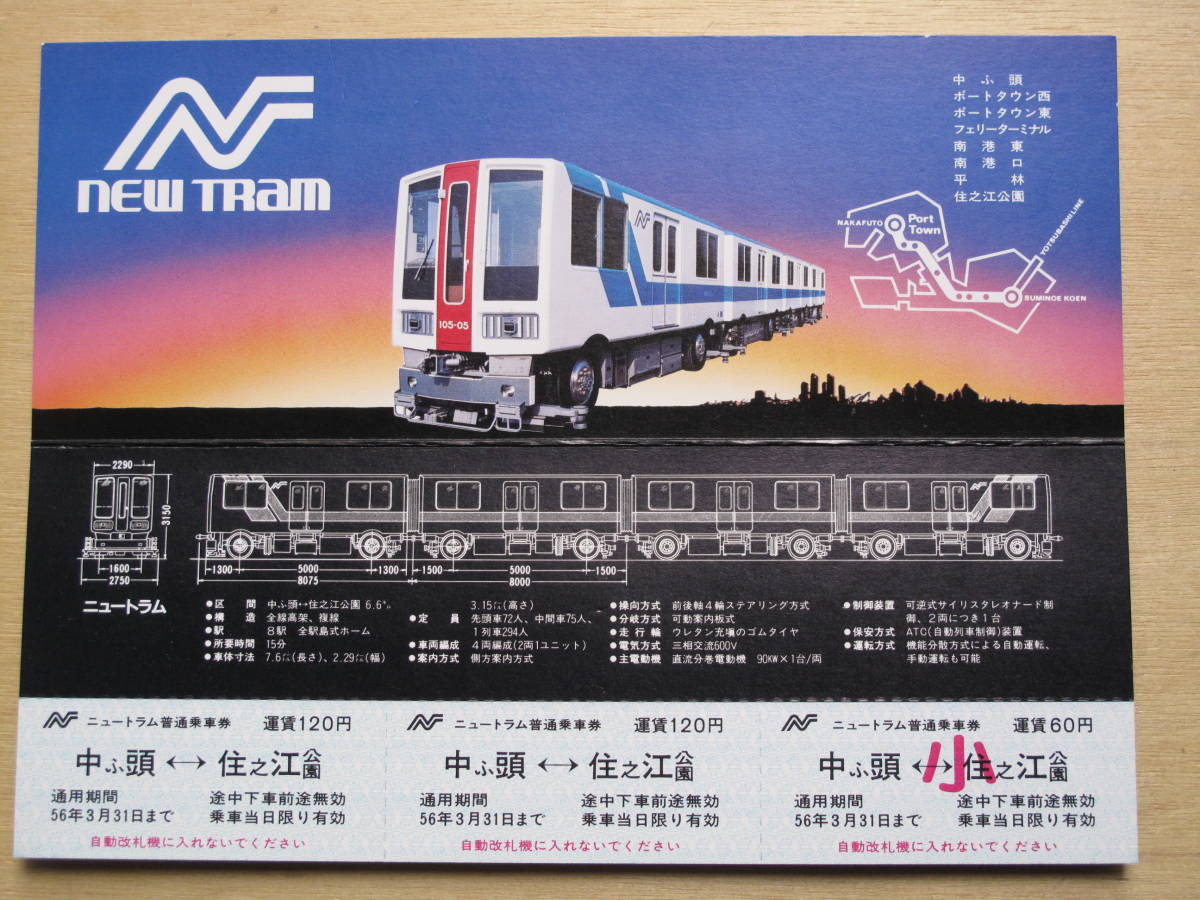 NEW TRAM
中ふ頭
ポートタウン西
ポートタウン東
フェリーターミナル
南港東
南港口
平林
住之江公園
NAKAFUTO
Port
Town
YOTSUBASHI LINE
SUMINOE KOEN
105-05
2290
3150
1600
2750
1300 5000 1300 1500 5000 1500
8075 8000
ニュートラム
●区間 中ふ頭↔住之江公園 6.6㎞
●構造 全線高架、複線
●駅 8駅 全駅島式ホーム
●所要時間 15分
●車体寸法 7.6㍍(長さ)、2.29㍍(幅)
3.15㍍(高さ)
●定員 先頭車72人、中間車75人、
1列車294人
●車両編成 4両編成(2両1ユニット)
●案内方式 側方案内方式
●操向方式 前後軸4輪ステアリング方式
●分岐方式 可動案内板式
●走行輪 ウレタン充塡のゴムタイヤ
●電気方式 三相交流600V
●主電動機 直流分巻電動機 90KW×1台/両
●制御装置 可逆式サイリスタレオナード制
御、2両につき1台
●保安方式 ATC(自動列車制御)装置
●運転方式 機能分散方式による自動運転、
手動運転も可能
ニュートラム普通乗車券 運賃120円
中ふ頭↔住之江公園
通用期間 途中下車前途無効
56年3月31日まで 乗車当日限り有効
自動改札機に入れないでください
ニュートラム普通乗車券 運賃120円
中ふ頭↔住之江公園
通用期間 途中下車前途無効
56年3月31日まで 乗車当日限り有効
自動改札機に入れないでください
ニュートラム普通乗車券 運賃60円
小
中ふ頭↔住之江公園
通用期間 途中下車前途無効
56年3月31日まで 乗車当日限り有効
自動改札機に入れないでください